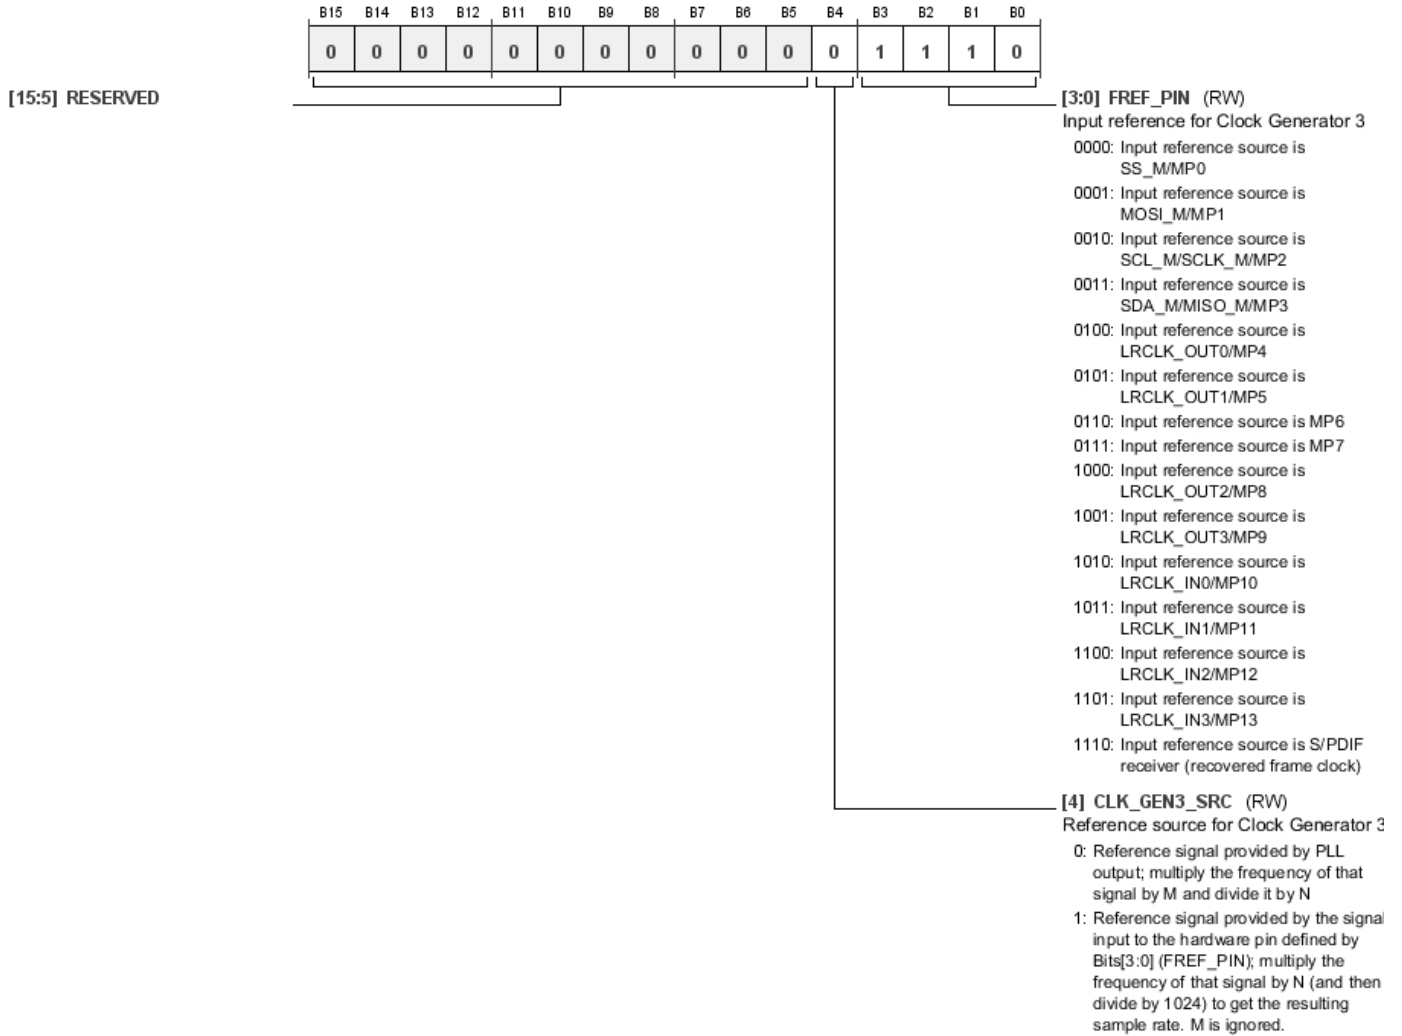 B15 B14 B13 B12 B11 B10 B9 B8 B7 B6 B5 B4 B3 B2 B1 B0
0 0 0 0 0 0 0 0 0 0 0 0 1 1 1 0
[15:5] RESERVED
[3:0] FREF_PIN (RW)
Input reference for Clock Generator 3
0000: Input reference source is
SS_M/MP0
0001: Input reference source is
MOSI_M/MP1
0010: Input reference source is
SCL_M/SCLK_M/MP2
0011: Input reference source is
SDA_M/MISO_M/MP3
0100: Input reference source is
LRCLK_OUT0/MP4
0101: Input reference source is
LRCLK_OUT1/MP5
0110: Input reference source is MP6
0111: Input reference source is MP7
1000: Input reference source is
LRCLK_OUT2/MP8
1001: Input reference source is
LRCLK_OUT3/MP9
1010: Input reference source is
LRCLK_IN0/MP10
1011: Input reference source is
LRCLK_IN1/MP11
1100: Input reference source is
LRCLK_IN2/MP12
1101: Input reference source is
LRCLK_IN3/MP13
1110: Input reference source is S/PDIF
receiver (recovered frame clock)
[4] CLK_GEN3_SRC (RW)
Reference source for Clock Generator 3
0: Reference signal provided by PLL
output; multiply the frequency of that
signal by M and divide it by N
1: Reference signal provided by the signal
input to the hardware pin defined by
Bits[3:0] (FREF_PIN); multiply the
frequency of that signal by N (and then
divide by 1024) to get the resulting
sample rate. M is ignored.